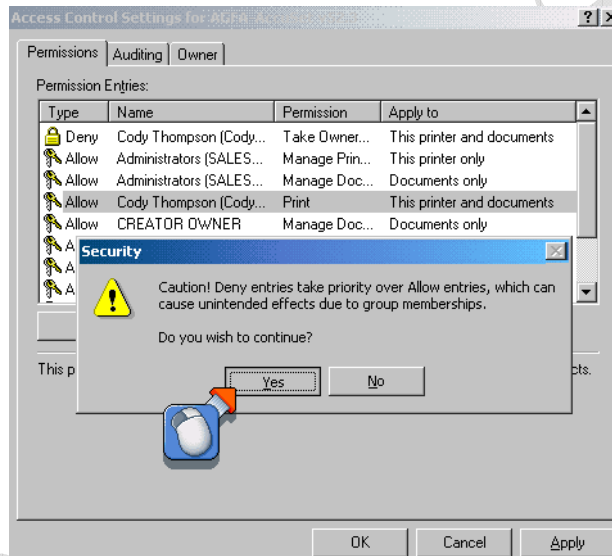 Access Control Settings for AGFA-
Permissions Auditing Owner
Permission Entries:
Type Name Permission Apply to
Deny Cody Thompson (Cody... Take Owner... This printer and documents
Allow Administrators (SALES... Manage Prin... This printer only
Allow Administrators (SALES... Manage Doc... Documents only
Allow Cody Thompson (Cody... Print This printer and documents
Allow CREATOR OWNER Manage Doc... Documents only
A
Security
A
A
Caution! Deny entries take priority over Allow entries, which can
cause unintended effects due to group memberships.
Do you wish to continue?
This p
cts.
Yes No
OK Cancel Apply